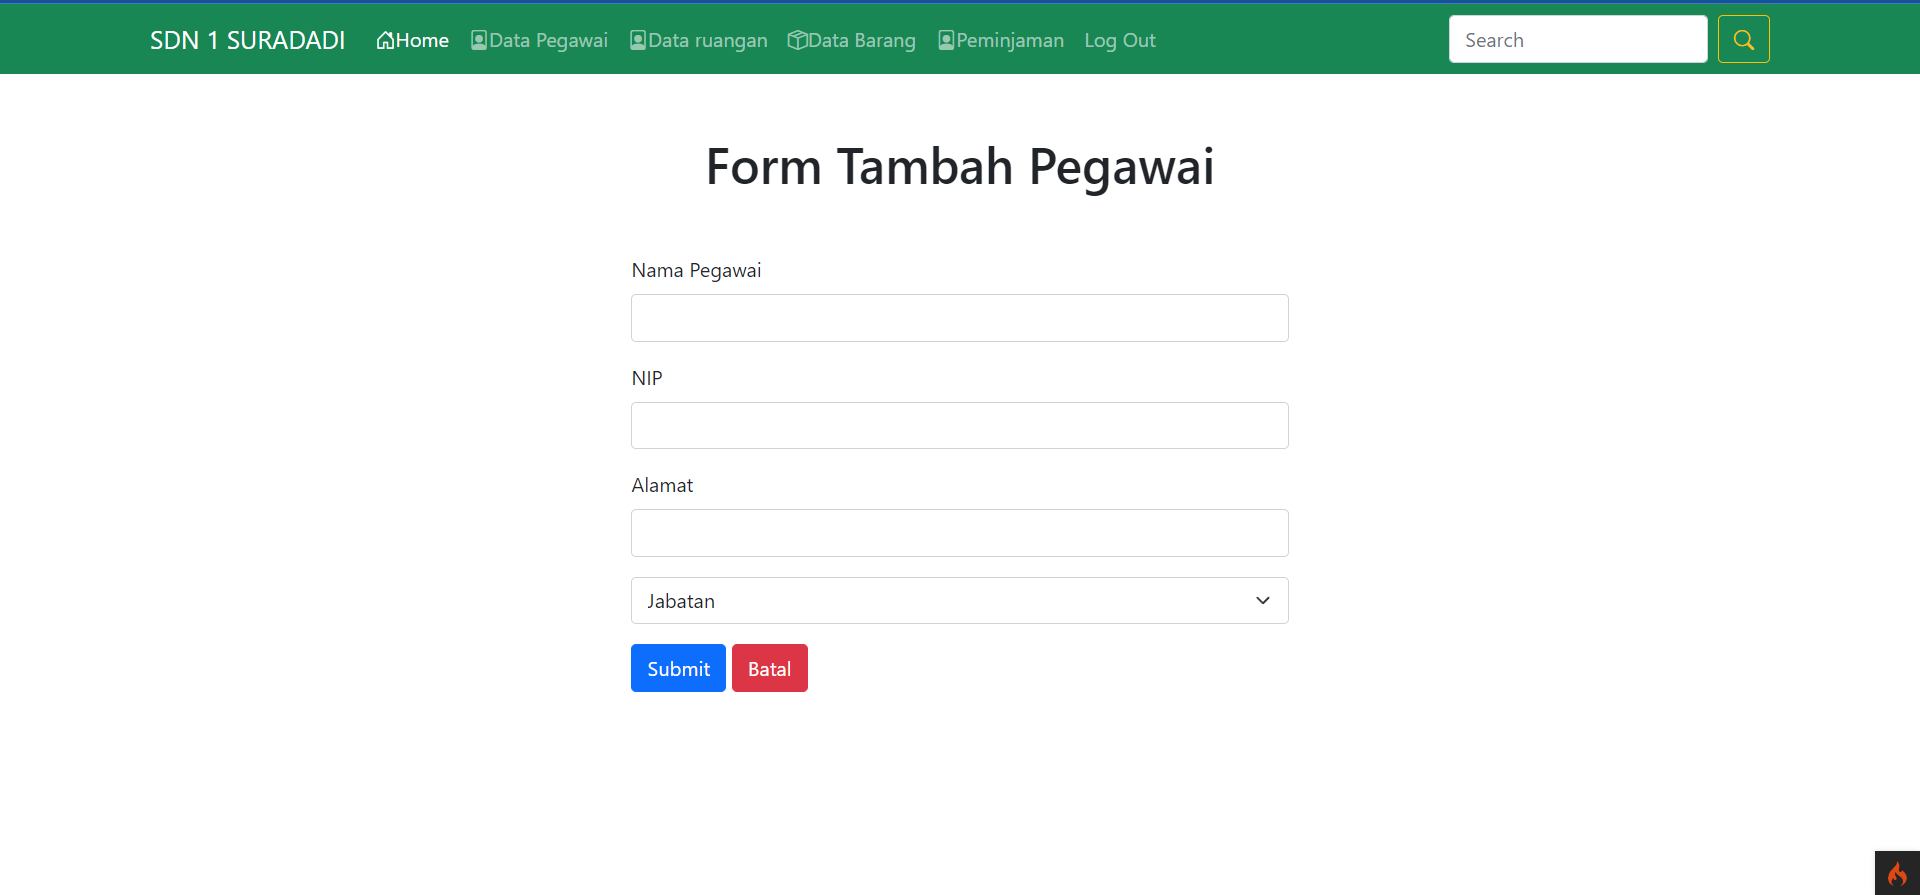 SDN 1 SURADADI Home Data Pegawai Data ruangan Data Barang Peminjaman Log Out Search
Form Tambah Pegawai
Nama Pegawai
NIP
Alamat
Jabatan
Submit Batal